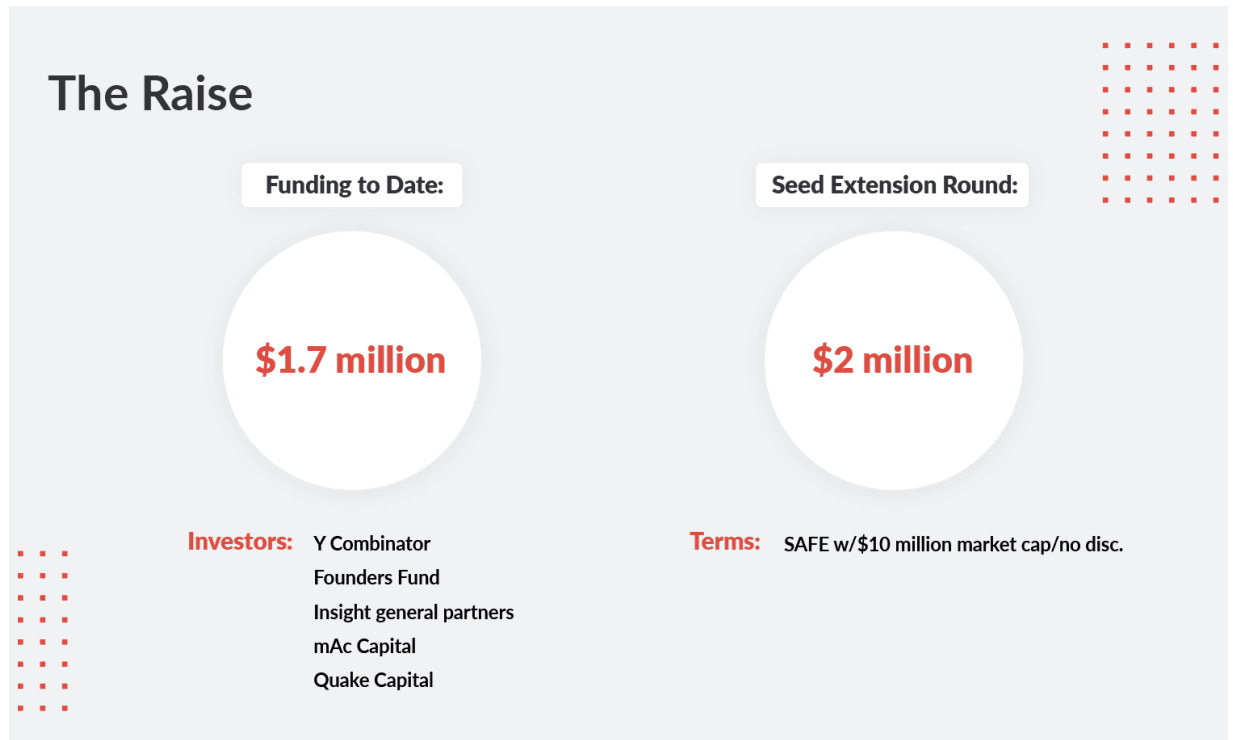 The Raise
Funding to Date:
$1.7 million
Investors: Y Combinator
Founders Fund
Insight general partners
mAc Capital
Quake Capital
Seed Extension Round:
$2 million
Terms: SAFE w/$10 million market cap/no disc.